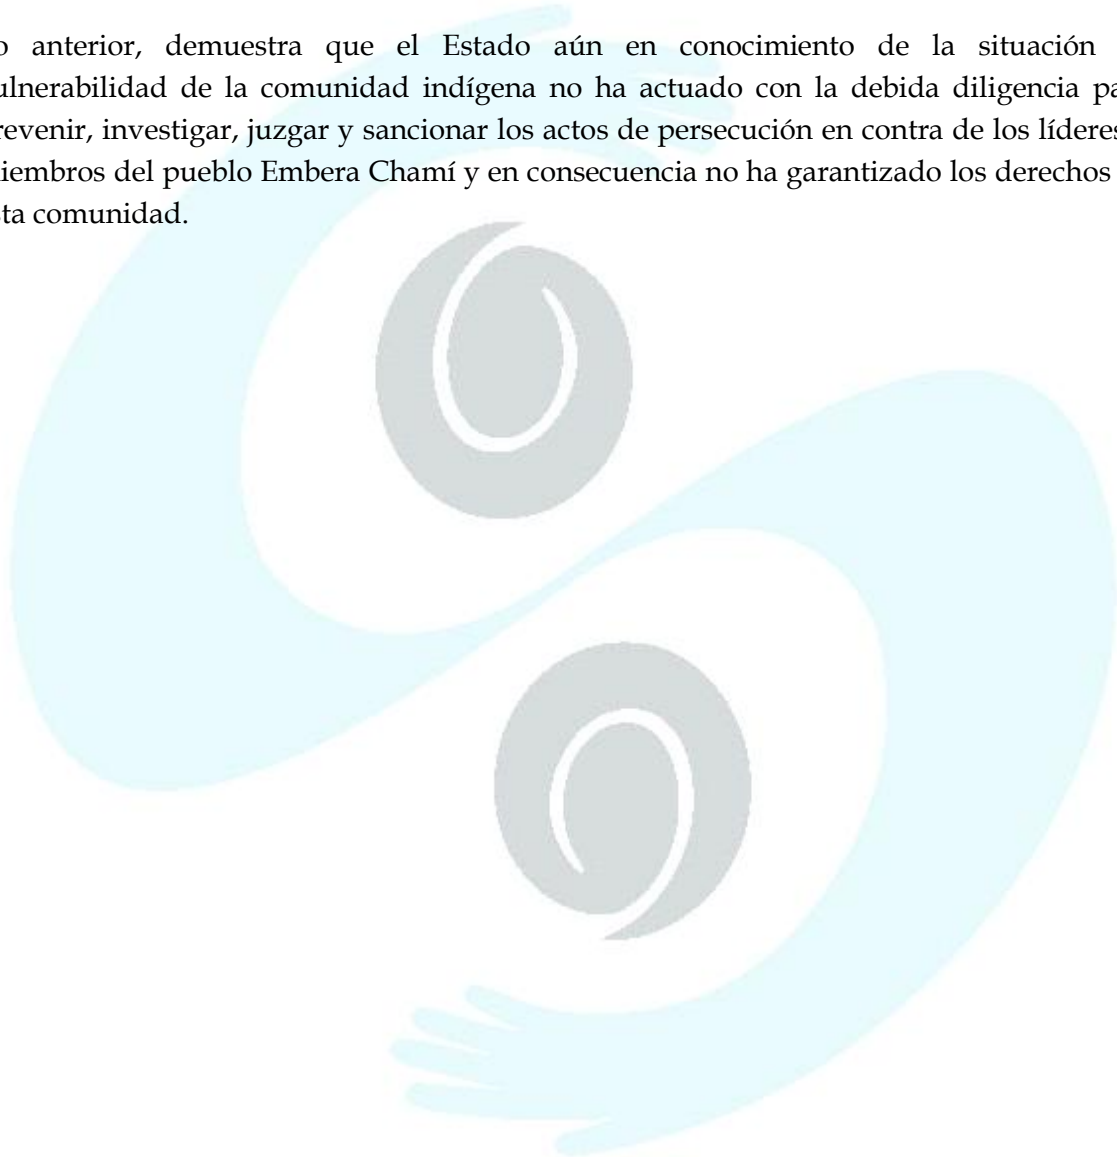 o anterior, demuestra que el Estado aún en conocimiento de la situación
ulnerabilidad de la comunidad indígena no ha actuado con la debida diligencia pa
revenir, investigar, juzgar y sancionar los actos de persecución en contra de los líderes
iembros del pueblo Embera Chamí y en consecuencia no ha garantizado los derechos
sta comunidad.